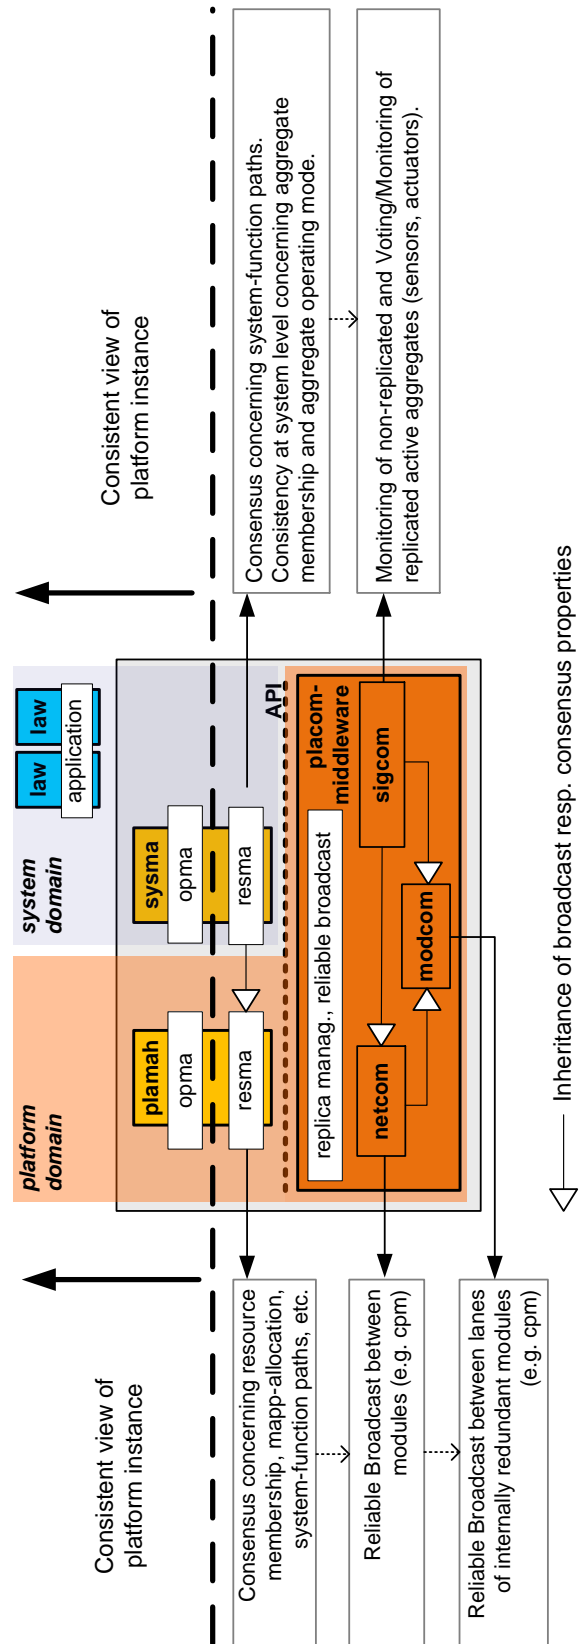 Consistent view of
platform instance
Consensus concerning resource
membership, mapp-allocation,
system-function paths, etc.
Reliable Broadcast between
modules (e.g. cpm)
Reliable Broadcast between lanes
of internally redundant modules
(e.g. cpm)
platform
domain
plamah
opma
resma
system
domain
sysma
opma
resma
law
law
application
API
placom-
middleware
replica manag., reliable broadcast
netcom
sigcom
modcom
Consistent view of
platform instance
Consensus concerning system-function paths.
Consistency at system level concerning aggregate
membership and aggregate operating mode.
Monitoring of non-replicated and Voting/Monitoring of
replicated active aggregates (sensors, actuators).
Inheritance of broadcast resp. consensus properties